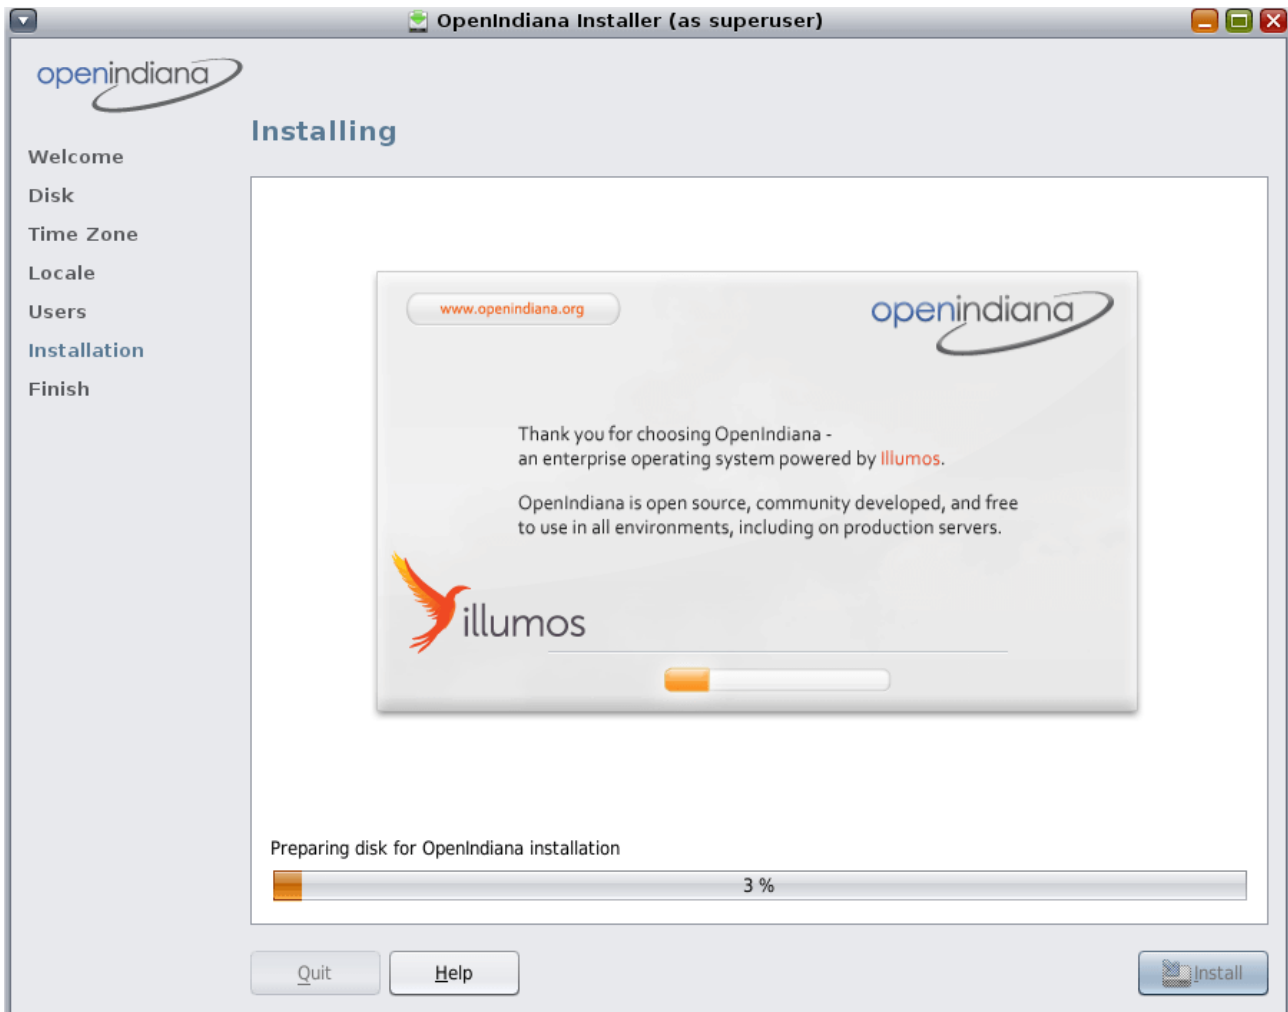 OpenIndiana Installer (as superuser)
openindiana
Installing
Welcome
Disk
Time Zone
Locale
Users
Installation
Finish
www.openindiana.org
openindiana
Thank you for choosing OpenIndiana -
an enterprise operating system powered by Illumos.
OpenIndiana is open source, community developed, and free
to use in all environments, including on production servers.
illumos
Preparing disk for OpenIndiana installation
3 %
Quit
Help
Install